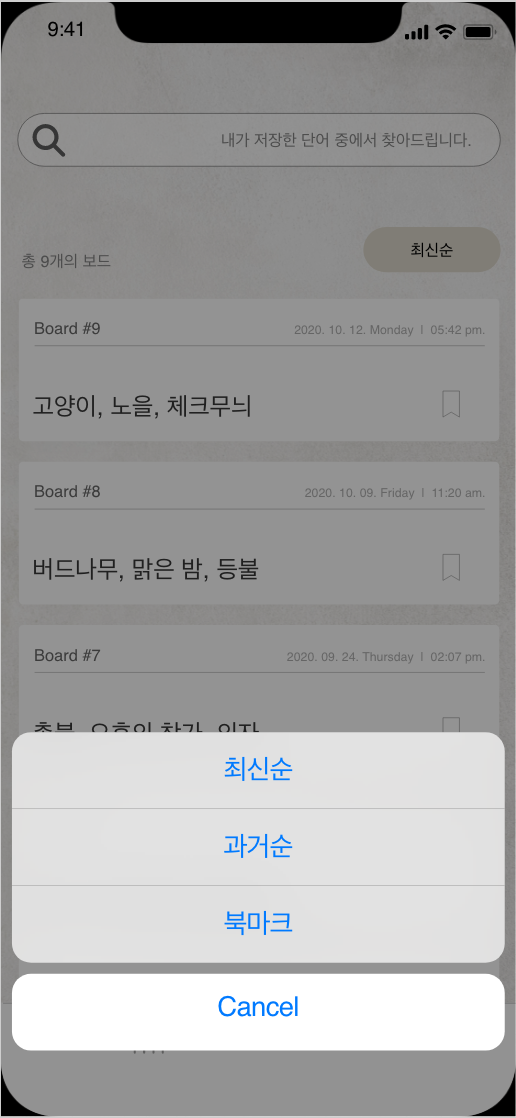 9:41
내가 저장한 단어 중에서 찾아드립니다.
총 9개의 보드
최신순
Board #9
2020. 10. 12. Monday | 05:42 pm.
고양이, 노을, 체크무늬
Board #8
2020. 10. 09. Friday | 11:20 am.
버드나무, 맑은 밤, 등불
Board #7
2020. 09. 24. Thursday | 02:07 pm.
최신순
과거순
북마크
Cancel